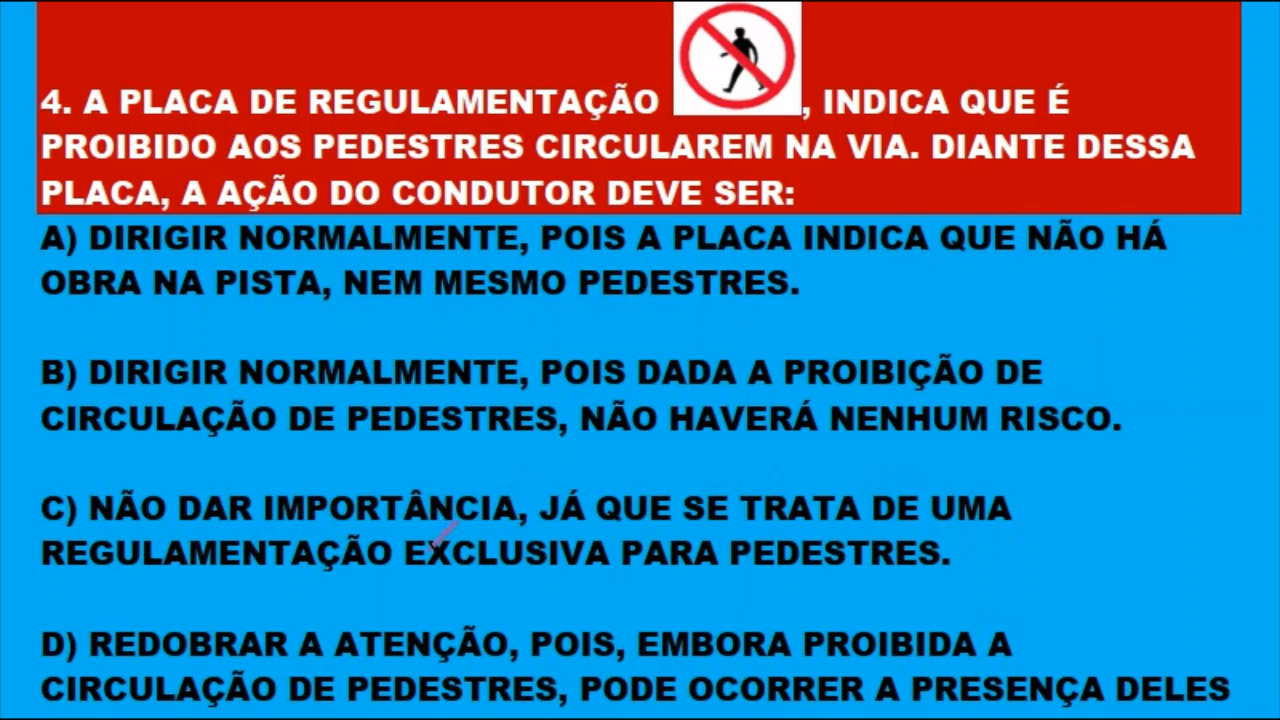 4. A PLACA DE REGULAMENTAÇÃO , INDICA QUE É
PROIBIDO AOS PEDESTRES CIRCULAREM NA VIA. DIANTE DESSA
PLACA, A AÇÃO DO CONDUTOR DEVE SER:
A) DIRIGIR NORMALMENTE, POIS A PLACA INDICA QUE NÃO HÁ
OBRA NA PISTA, NEM MESMO PEDESTRES.
B) DIRIGIR NORMALMENTE, POIS DADA A PROIBIÇÃO DE
CIRCULAÇÃO DE PEDESTRES, NÃO HAVERÁ NENHUM RISCO.
C) NÃO DAR IMPORTÂNCIA, JÁ QUE SE TRATA DE UMA
REGULAMENTAÇÃO EXCLUSIVA PARA PEDESTRES.
D) REDOBRAR A ATENÇÃO, POIS, EMBORA PROIBIDA A
CIRCULAÇÃO DE PEDESTRES, PODE OCORRER A PRESENÇA DELES